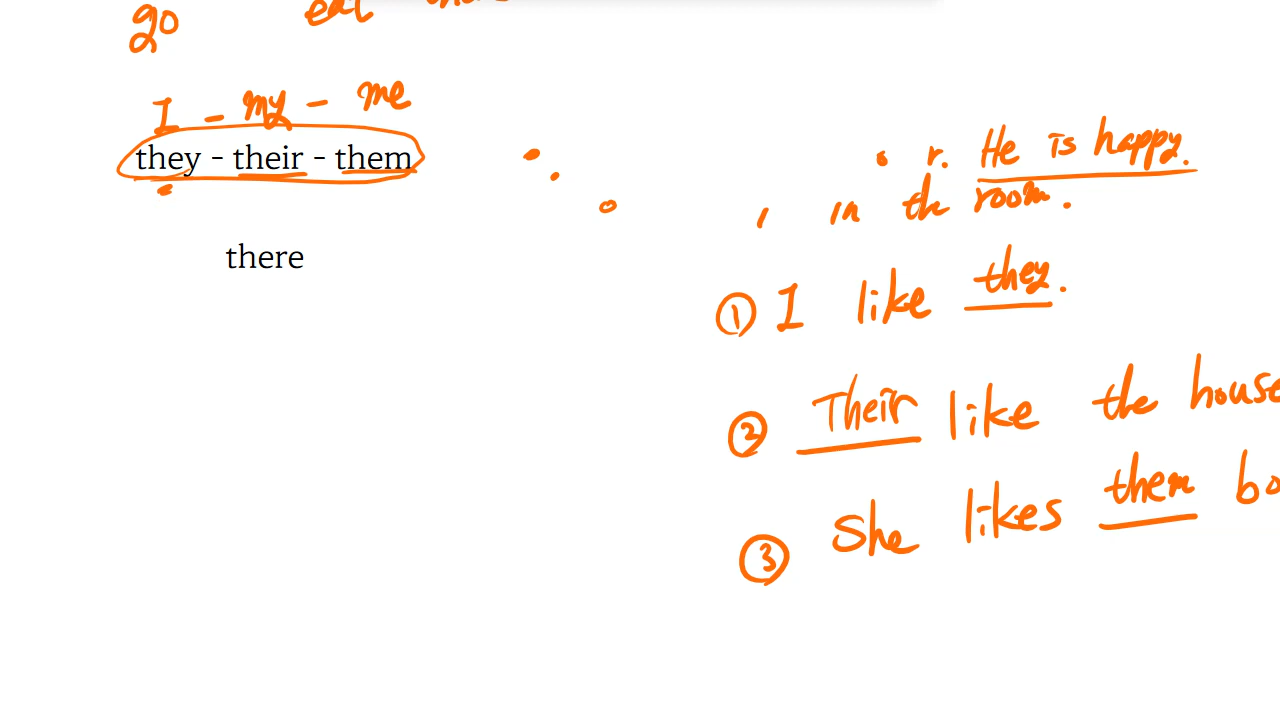 go eat
I - my - me
they - their - them
He is happy.
in the room.
there
① I like they.
② Their like the house
③ She likes them